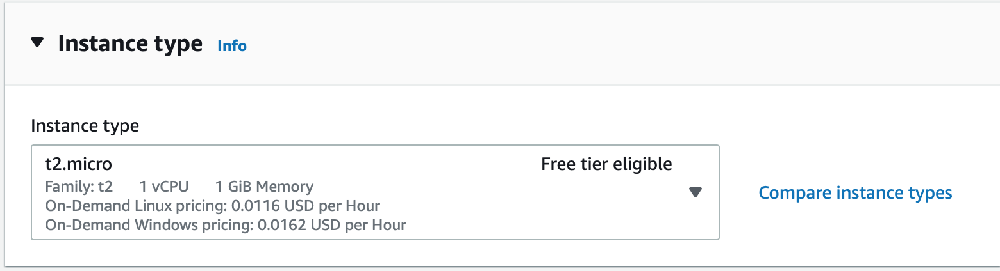 Instance type Info
Instance type
t2.micro Free tier eligible
Family: t2 1 vCPU 1 GiB Memory
On-Demand Linux pricing: 0.0116 USD per Hour
On-Demand Windows pricing: 0.0162 USD per Hour
Compare instance types